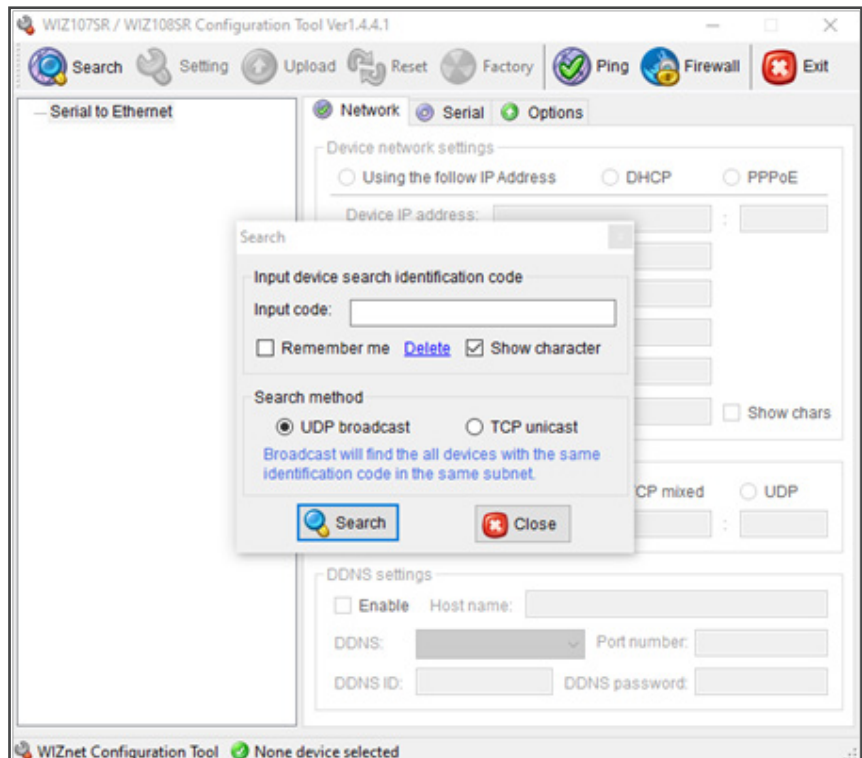 WIZ107SR / WIZ108SR Configuration Tool Ver1.4.4.1
Search Setting Upload Reset Factory Ping Firewall Exit
Serial to Ethernet
Network Serial Options
Device network settings
Using the follow IP Address DHCP PPPoE
Device IP address: :
Search
Input device search identification code
Input code:
Remember me Delete Show character
Search method
UDP broadcast TCP unicast
Broadcast will find the all devices with the same
identification code in the same subnet.
Search Close
Show chars
CP mixed UDP
:
DDNS settings
Enable Host name:
DDNS: Port number:
DDNS ID: DDNS password:
WIZnet Configuration Tool None device selected